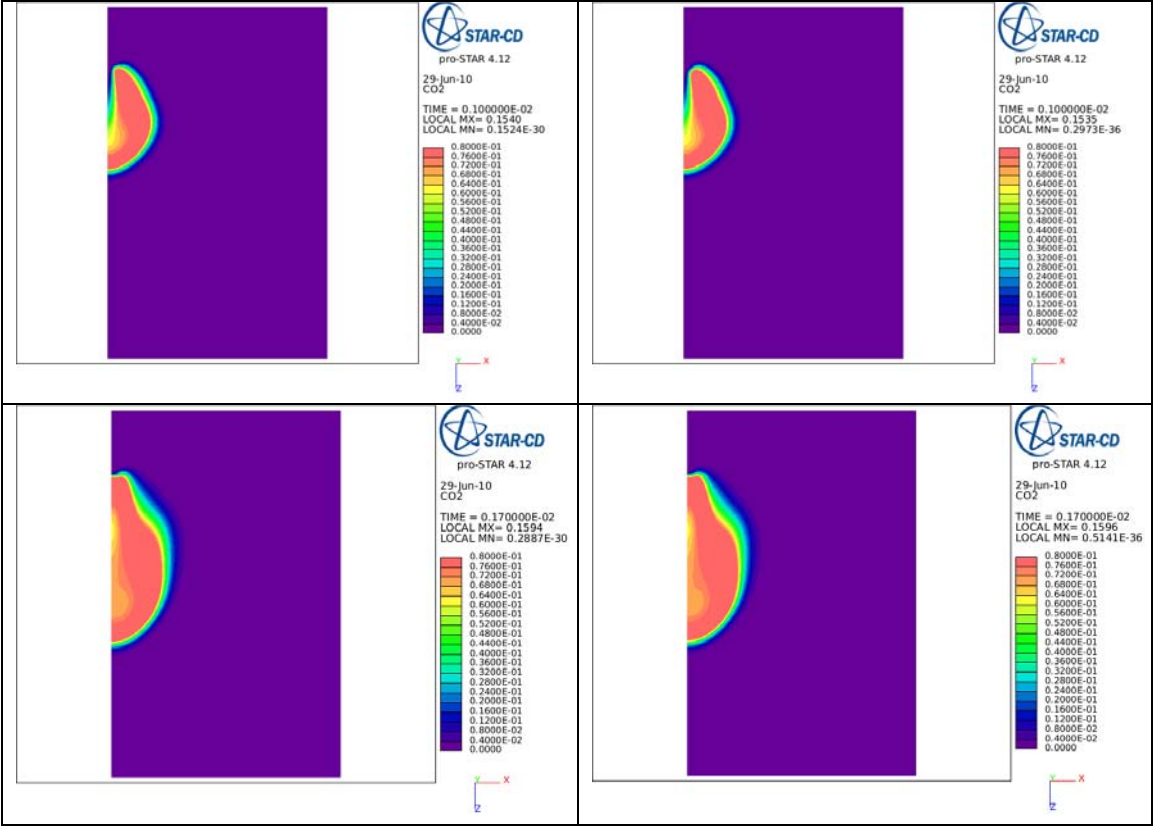 STAR-CD
pro-STAR 4.12
29-Jun-10
CO2
TIME = 0.100000E-02
LOCAL MX= 0.1540
LOCAL MN= 0.1524E-30
0.8000E-01
0.7600E-01
0.7200E-01
0.6800E-01
0.6400E-01
0.6000E-01
0.5600E-01
0.5200E-01
0.4800E-01
0.4400E-01
0.4000E-01
0.3600E-01
0.3200E-01
0.2800E-01
0.2400E-01
0.2000E-01
0.1600E-01
0.1200E-01
0.8000E-02
0.4000E-02
0.0000
Y X
Z
STAR-CD
pro-STAR 4.12
29-Jun-10
CO2
TIME = 0.100000E-02
LOCAL MX= 0.1535
LOCAL MN= 0.2973E-36
0.8000E-01
0.7600E-01
0.7200E-01
0.6800E-01
0.6400E-01
0.6000E-01
0.5600E-01
0.5200E-01
0.4800E-01
0.4400E-01
0.4000E-01
0.3600E-01
0.3200E-01
0.2800E-01
0.2400E-01
0.2000E-01
0.1600E-01
0.1200E-01
0.8000E-02
0.4000E-02
0.0000
Y X
Z
STAR-CD
pro-STAR 4.12
29-Jun-10
CO2
TIME = 0.170000E-02
LOCAL MX= 0.1594
LOCAL MN= 0.2887E-30
0.8000E-01
0.7600E-01
0.7200E-01
0.6800E-01
0.6400E-01
0.6000E-01
0.5600E-01
0.5200E-01
0.4800E-01
0.4400E-01
0.4000E-01
0.3600E-01
0.3200E-01
0.2800E-01
0.2400E-01
0.2000E-01
0.1600E-01
0.1200E-01
0.8000E-02
0.4000E-02
0.0000
Y X
Z
STAR-CD
pro-STAR 4.12
29-Jun-10
CO2
TIME = 0.170000E-02
LOCAL MX= 0.1596
LOCAL MN= 0.5141E-36
0.8000E-01
0.7600E-01
0.7200E-01
0.6800E-01
0.6400E-01
0.6000E-01
0.5600E-01
0.5200E-01
0.4800E-01
0.4400E-01
0.4000E-01
0.3600E-01
0.3200E-01
0.2800E-01
0.2400E-01
0.2000E-01
0.1600E-01
0.1200E-01
0.8000E-02
0.4000E-02
0.0000
Y X
Z